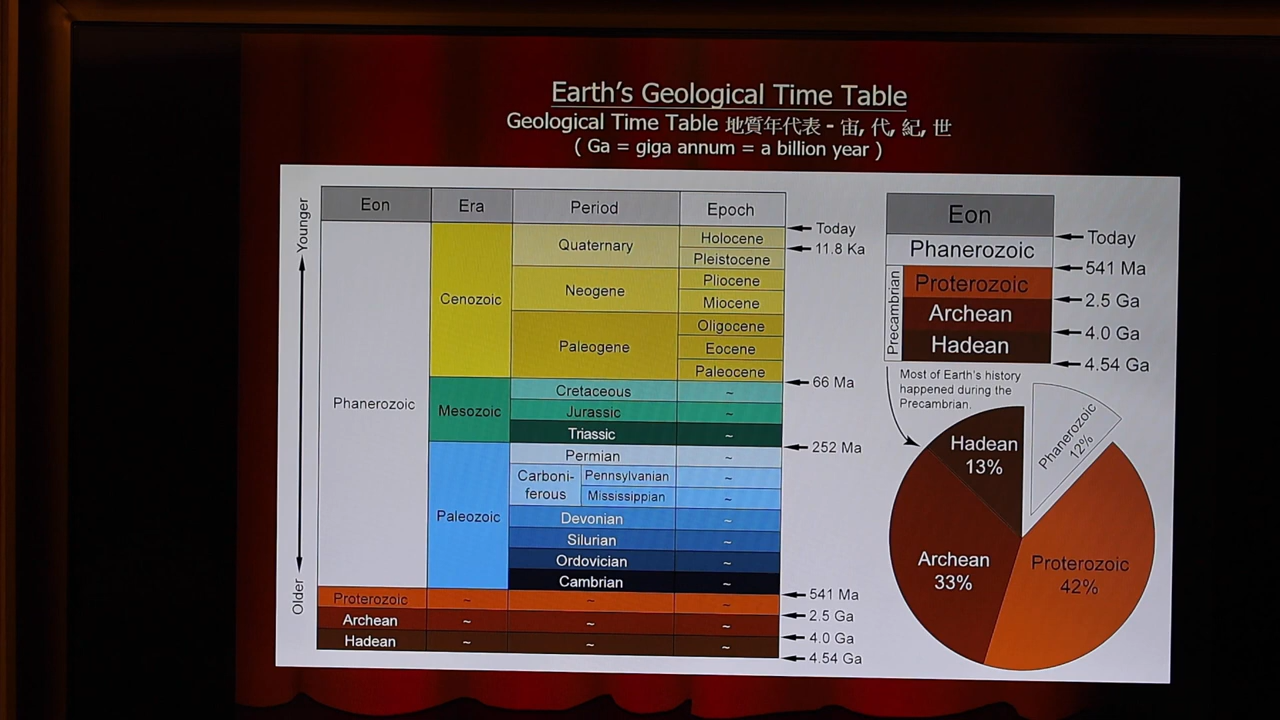 Earth's Geological Time Table
Geological Time Table 地質年代表 - 宙, 代, 紀, 世
( Ga = giga annum = a billion year )
Younger
Older
Eon
Era
Period
Epoch
Phanerozoic
Cenozoic
Quaternary
Holocene
Pleistocene
Neogene
Pliocene
Miocene
Paleogene
Oligocene
Eocene
Paleocene
Mesozoic
Cretaceous
~
Jurassic
~
Triassic
~
Paleozoic
Permian
~
Carboni-
ferous
Pennsylvanian
~
Mississippian
~
Devonian
~
Silurian
~
Ordovician
~
Cambrian
~
Proterozoic
~
~
~
Archean
~
~
~
Hadean
~
~
~
Today
11.8 Ka
66 Ma
252 Ma
541 Ma
2.5 Ga
4.0 Ga
4.54 Ga
Eon
Phanerozoic
Precambrian
Proterozoic
Archean
Hadean
Today
541 Ma
2.5 Ga
4.0 Ga
4.54 Ga
Most of Earth's history
happened during the
Precambrian.
Hadean
13%
Phanerozoic
12%
Archean
33%
Proterozoic
42%